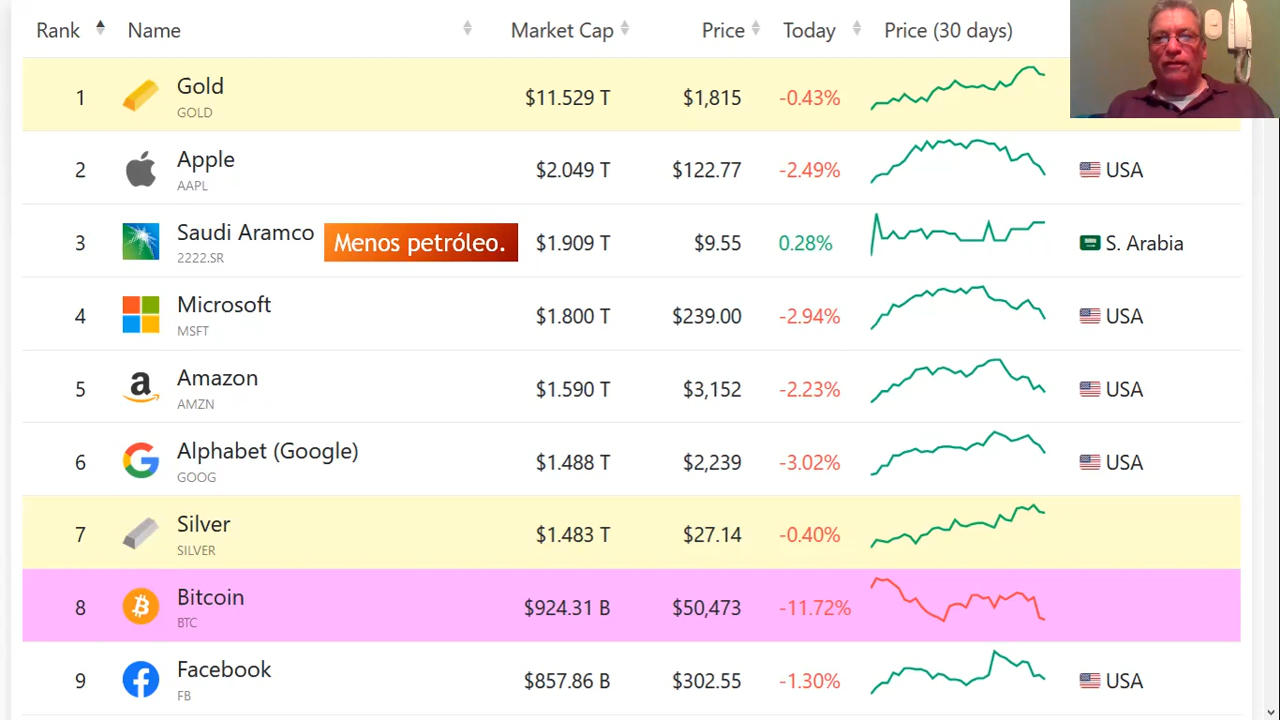 Rank Name Market Cap Price Today Price (30 days)
1 Gold $11.529 T $1,815 -0.43%
GOLD
2 Apple $2.049 T $122.77 -2.49% USA
AAPL
3 Saudi Aramco Menos petróleo. $1.909 T $9.55 0.28% S. Arabia
2222.SR
4 Microsoft $1.800 T $239.00 -2.94% USA
MSFT
5 Amazon $1.590 T $3,152 -2.23% USA
AMZN
6 Alphabet (Google) $1.488 T $2,239 -3.02% USA
GOOG
7 Silver $1.483 T $27.14 -0.40%
SILVER
8 Bitcoin $924.31 B $50,473 -11.72%
BTC
9 Facebook $857.86 B $302.55 -1.30% USA
FB